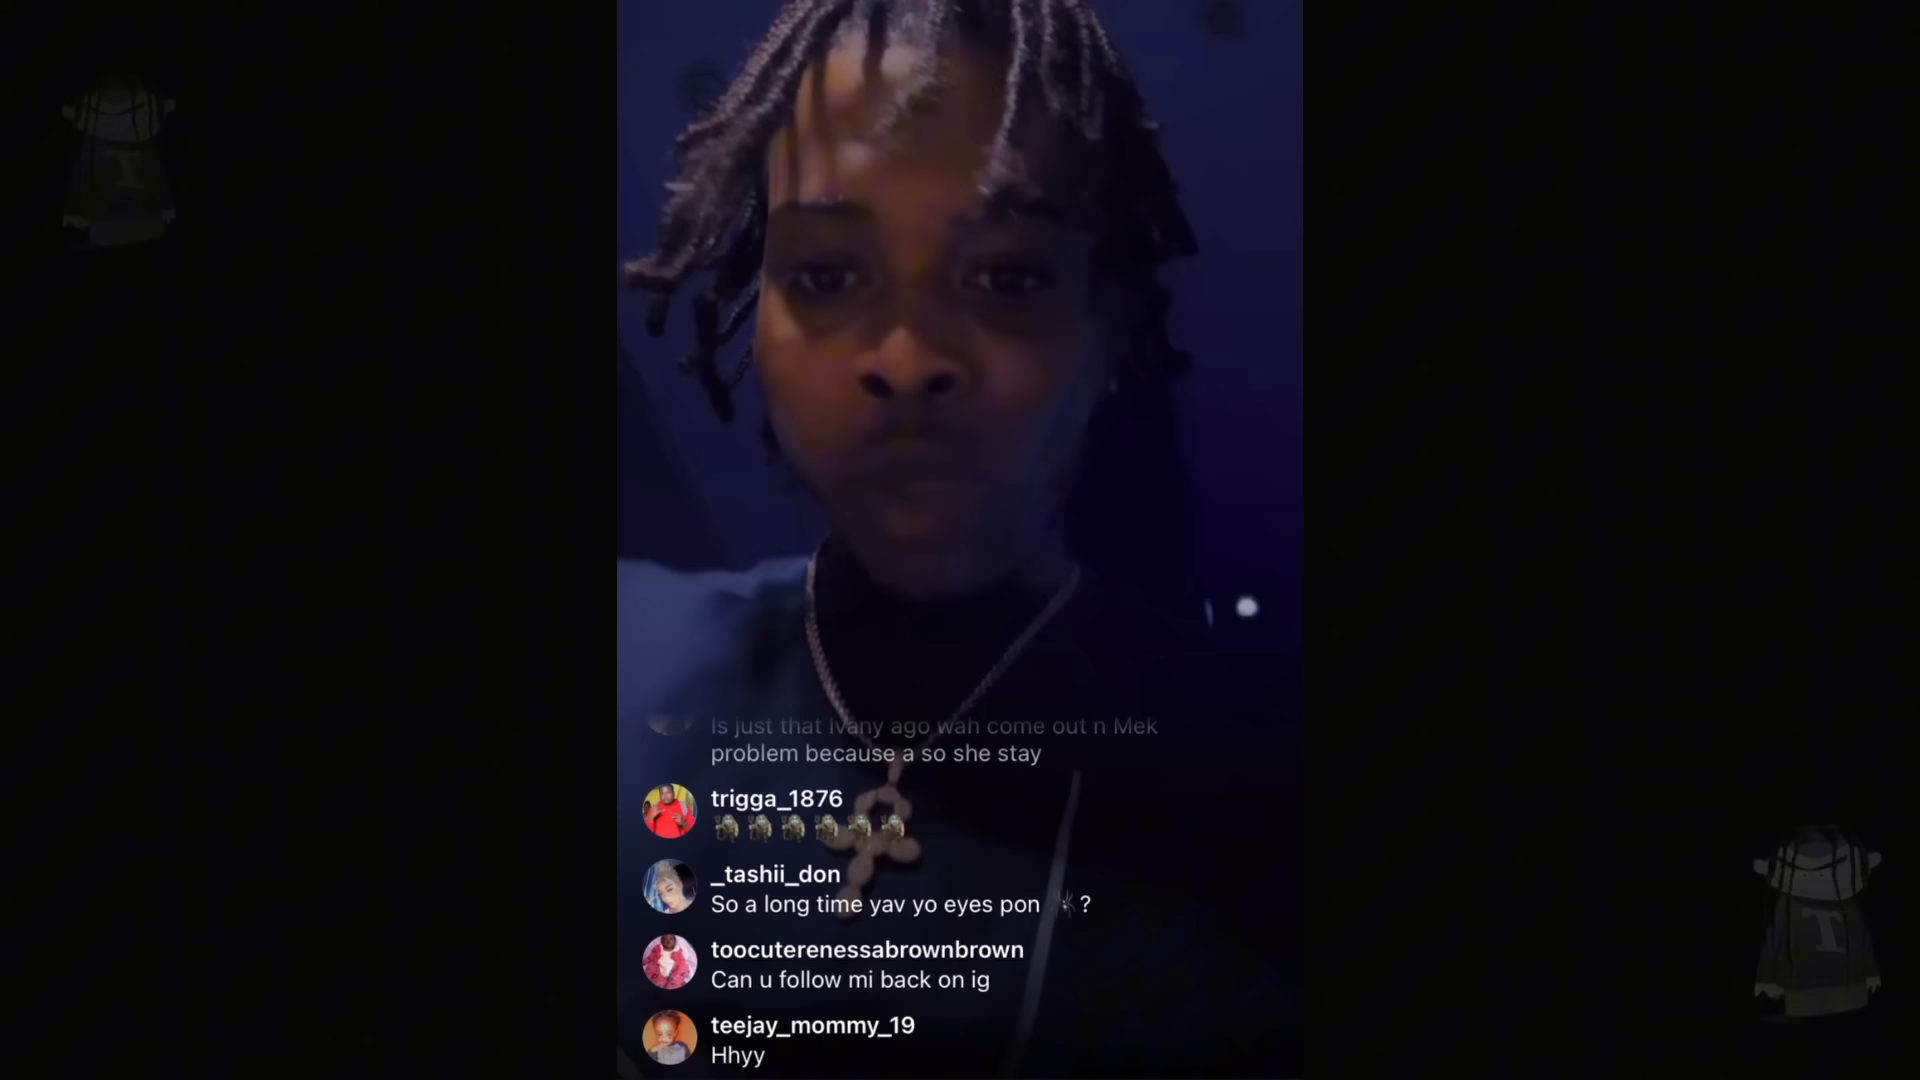 T
Is just that Ivany ago wah come out n Mek
problem because a so she stay
trigga_1876
_tashii_don
So a long time yav yo eyes pon 🕷?
toocuterenessabrownbrown
Can u follow mi back on ig
T
teejay_mommy_19
Hhyy